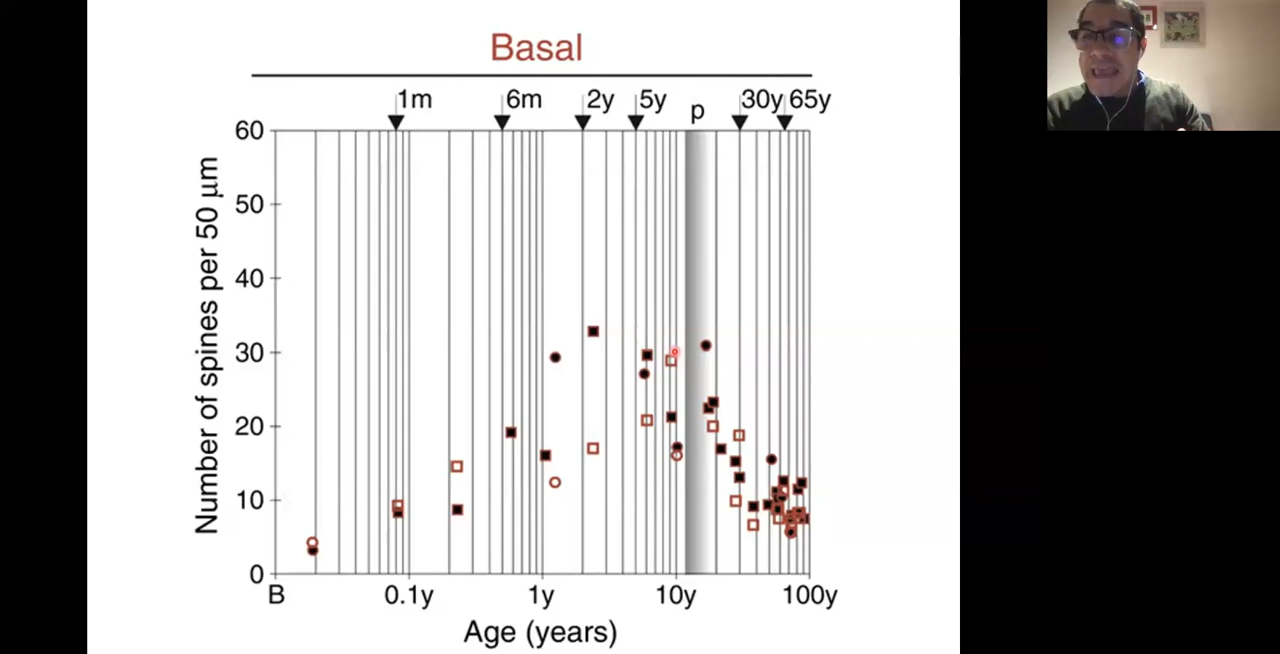 Basal
1m 6m 2y 5y p 30y 65y
Number of spines per 50 µm
60
50
40
30
20
10
0
B 0.1y 1y 10y 100y
Age (years)